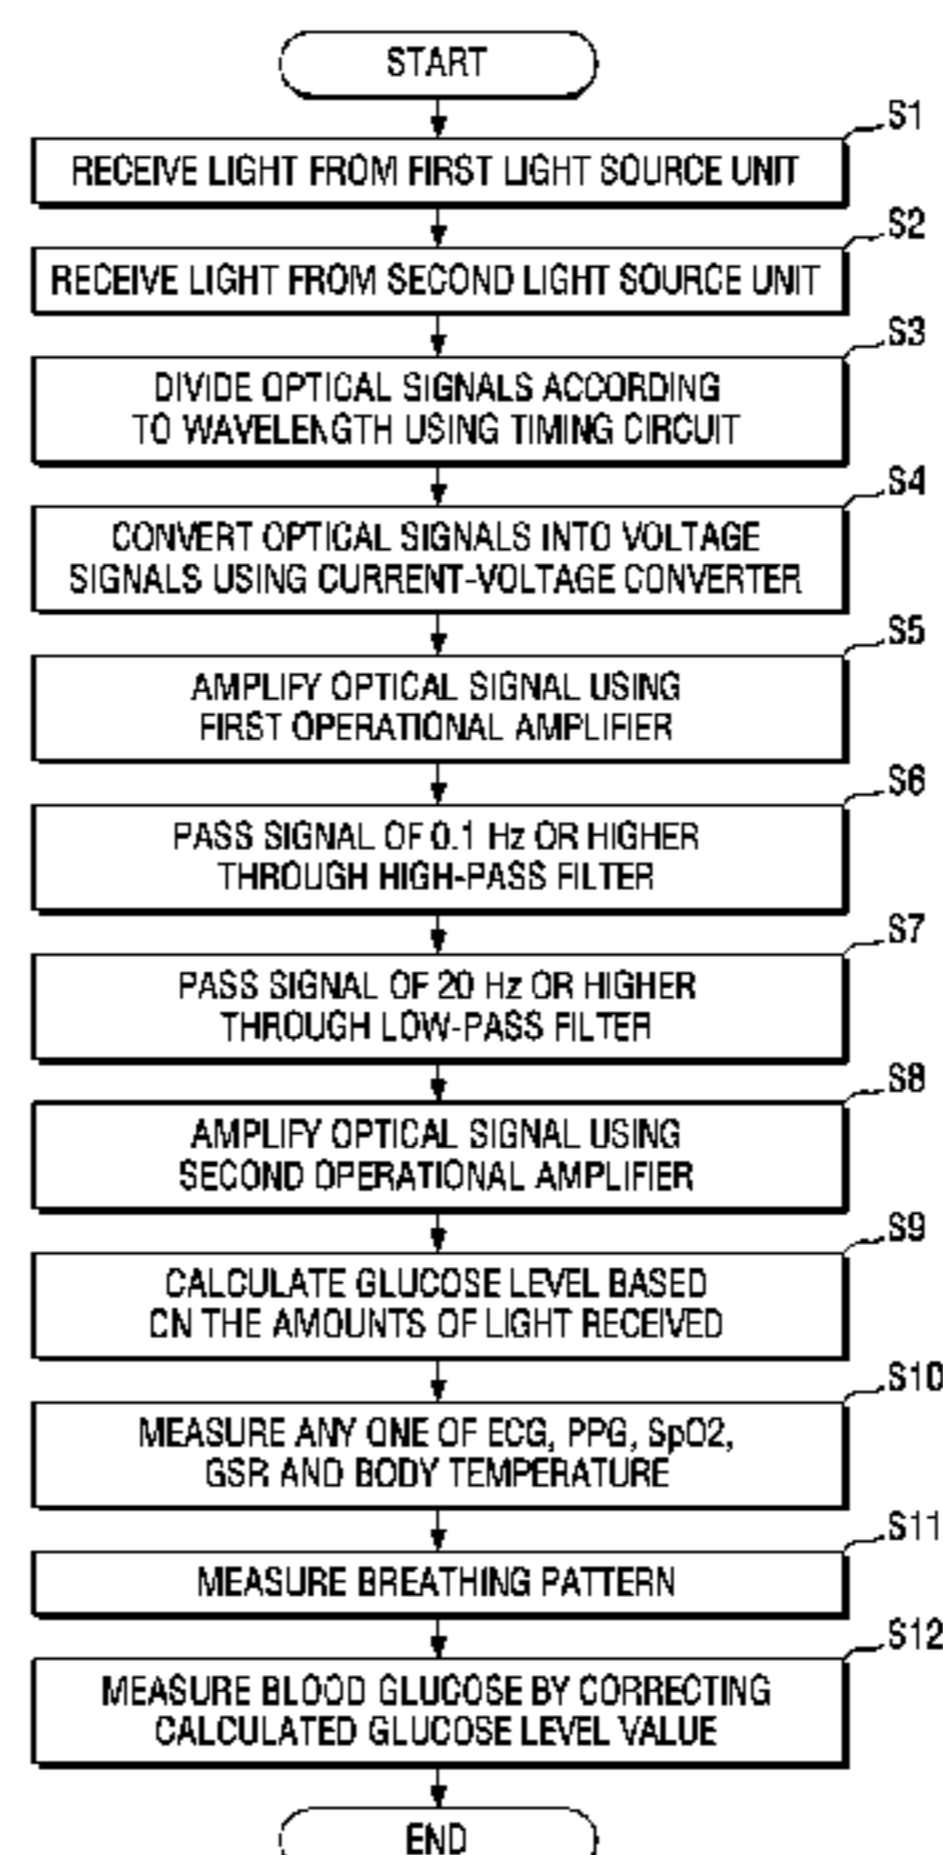 START
S1
RECEIVE LIGHT FROM FIRST LIGHT SOURCE UNIT
S2
RECEIVE LIGHT FROM SECOND LIGHT SOURCE UNIT
S3
DIVIDE OPTICAL SIGNALS ACCORDING
TO WAVELENGTH USING TIMING CIRCUIT
S4
CONVERT OPTICAL SIGNALS INTO VOLTAGE
SIGNALS USING CURRENT-VOLTAGE CONVERTER
S5
AMPLIFY OPTICAL SIGNAL USING
FIRST OPERATIONAL AMPLIFIER
S6
PASS SIGNAL OF 0.1 Hz OR HIGHER
THROUGH HIGH-PASS FILTER
S7
PASS SIGNAL OF 20 Hz OR HIGHER
THROUGH LOW-PASS FILTER
S8
AMPLIFY OPTICAL SIGNAL USING
SECOND OPERATIONAL AMPLIFIER
S9
CALCULATE GLUCOSE LEVEL BASED
ON THE AMOUNTS OF LIGHT RECEIVED
S10
MEASURE ANY ONE OF ECG, PPG, SpO2,
GSR AND BODY TEMPERATURE
S11
MEASURE BREATHING PATTERN
S12
MEASURE BLOOD GLUCOSE BY CORRECTING
CALCULATED GLUCOSE LEVEL VALUE
END